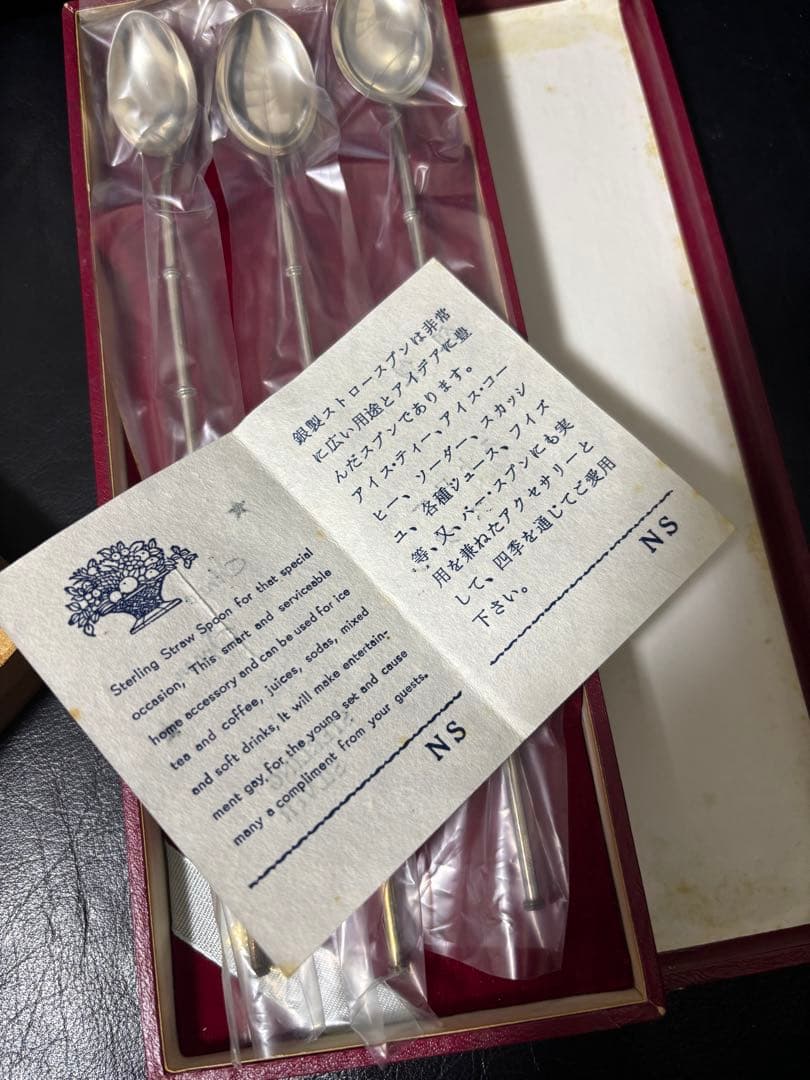 Sterling Straw Spoon for that special
occasion, This smart and serviceable
home accessory and can be used for ice
tea and coffee, juices, sodas, mixed
and soft drinks, It will make entertain-
ment gay, for the young set and cause
many a compliment from your guests.
NS
銀製ストロースプンは非常
に広い用途とアイデアに豊
んだスプンであります。
アイス・ティー、アイス・コー
ヒー、ソーダー、スカッシ
ュ、各種ジュース、フイズ
等、又、バー・スプンにも実
用を兼ねたアクセサリーと
して、四季を通じてご愛用
下さい。
NS